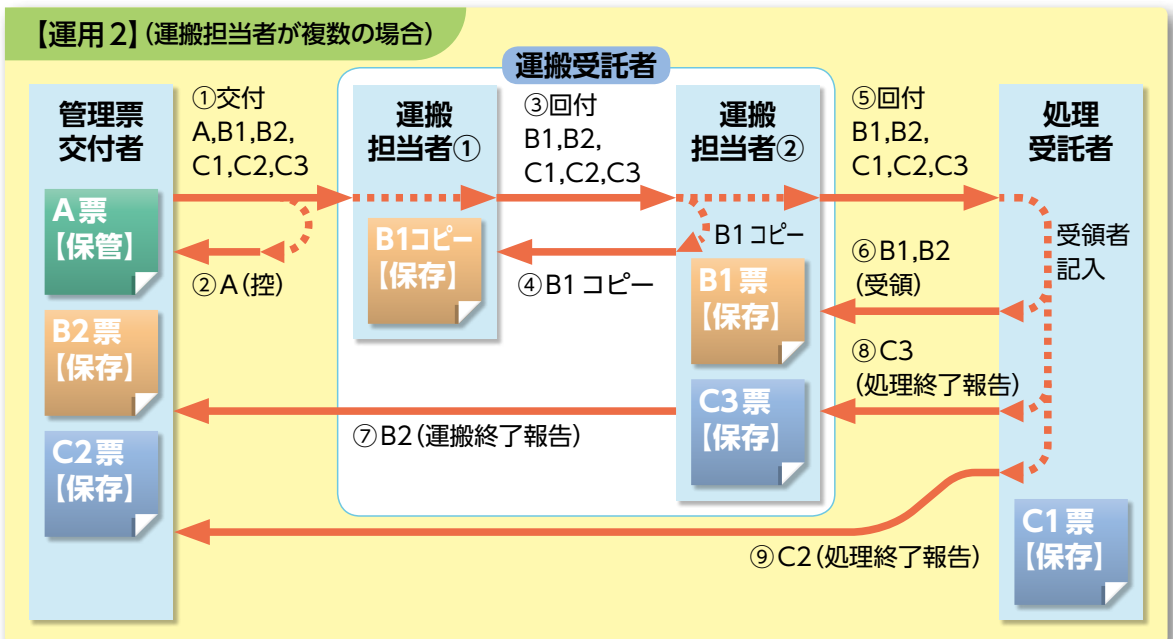 【運用2】(運搬担当者が複数の場合)
運搬受託者
管理票
交付者
①交付
A,B1,B2,
C1,C2,C3
運搬
担当者①
③回付
B1,B2,
C1,C2,C3
運搬
担当者②
⑤回付
B1,B2,
C1,C2,C3
処理
受託者
A票
【保管】
②A(控)
B1コピー
【保存】
④B1コピー
B1コピー
B1票
【保存】
⑥B1,B2
(受領)
受領者
記入
B2票
【保存】
⑧C3
(処理終了報告)
C3票
【保存】
⑦B2(運搬終了報告)
C2票
【保存】
C1票
【保存】
⑨C2(処理終了報告)